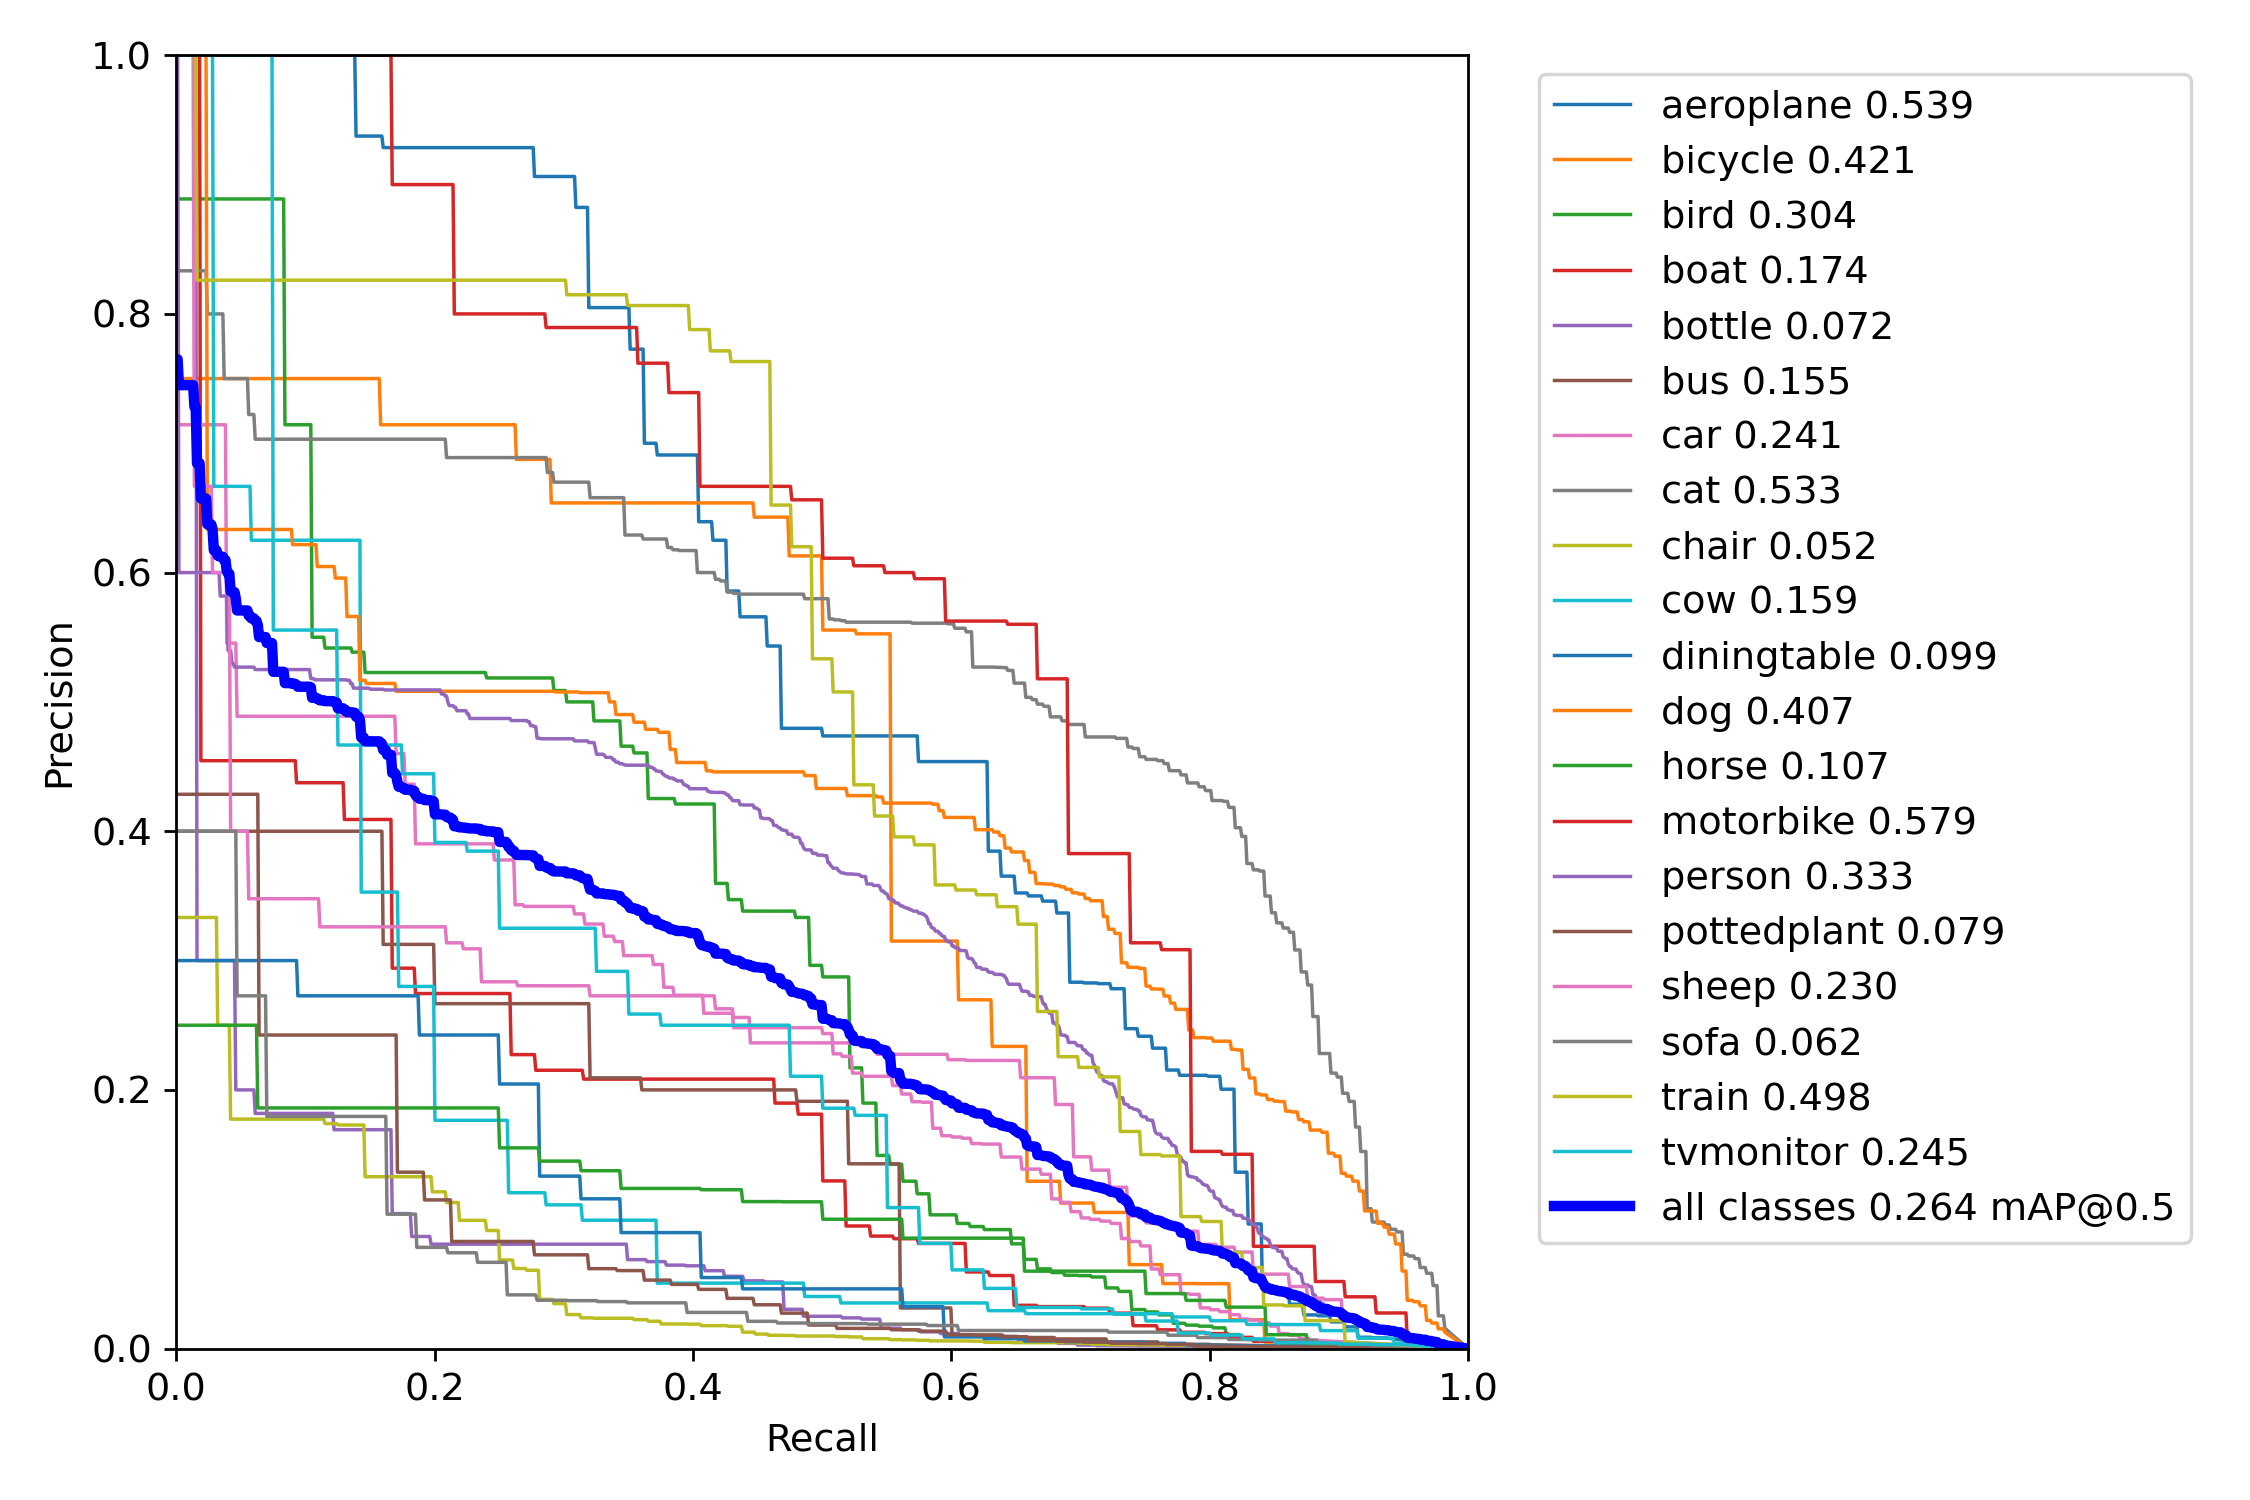 1.0
0.8
0.6
0.4
0.2
0.0
Precision
0.0 0.2 0.4 0.6 0.8 1.0
Recall
aeroplane 0.539
bicycle 0.421
bird 0.304
boat 0.174
bottle 0.072
bus 0.155
car 0.241
cat 0.533
chair 0.052
cow 0.159
diningtable 0.099
dog 0.407
horse 0.107
motorbike 0.579
person 0.333
pottedplant 0.079
sheep 0.230
sofa 0.062
train 0.498
tvmonitor 0.245
all classes 0.264 mAP@0.5